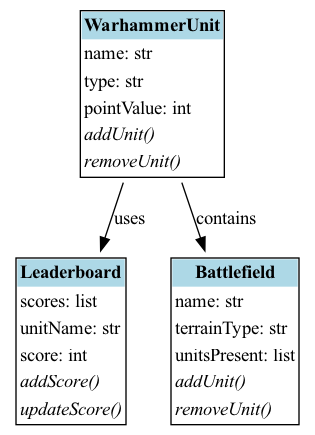 WarhammerUnit
name: str
type: str
pointValue: int
addUnit()
removeUnit()
uses
contains
Leaderboard
scores: list
unitName: str
score: int
addScore()
updateScore()
Battlefield
name: str
terrainType: str
unitsPresent: list
addUnit()
removeUnit()